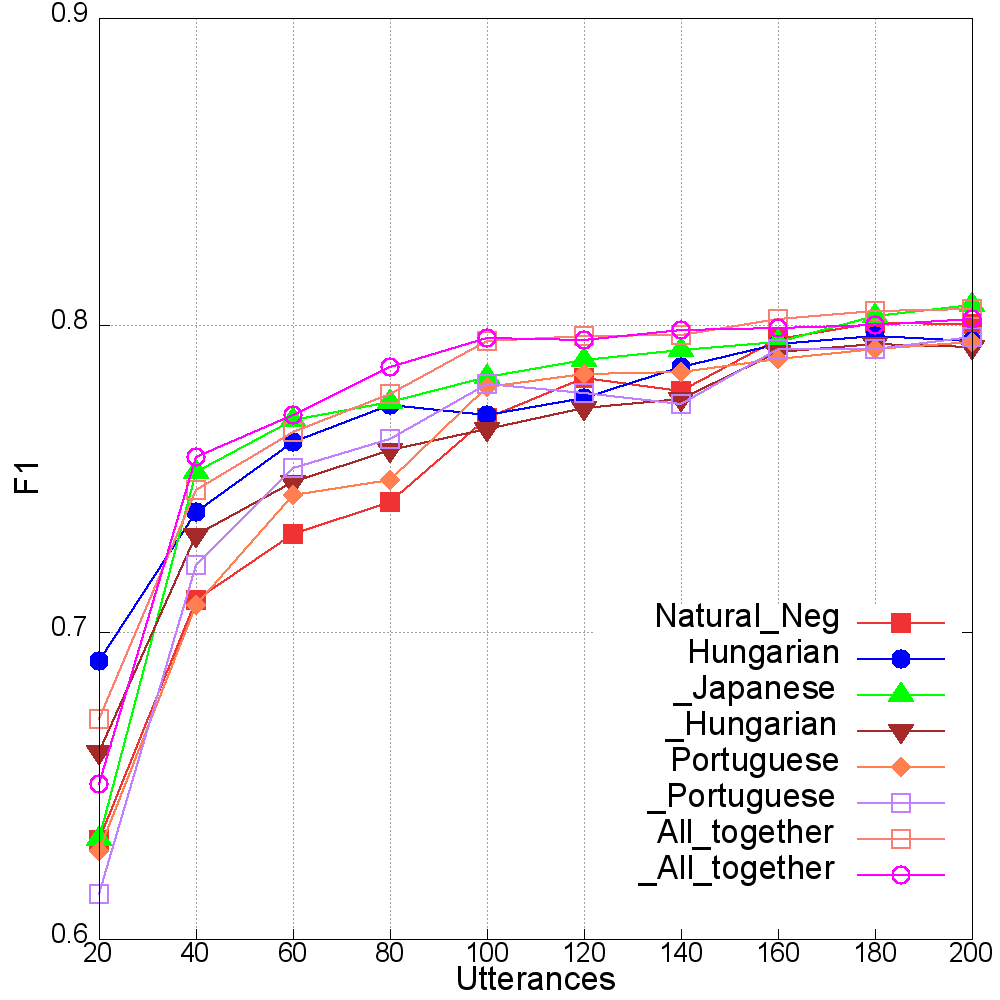 0.9
0.8
0.7
0.6
F1
Natural_Neg
Hungarian
_Japanese
_Hungarian
Portuguese
_Portuguese
All_together
_All_together
20 40 60 80 100 120 140 160 180 200
Utterances